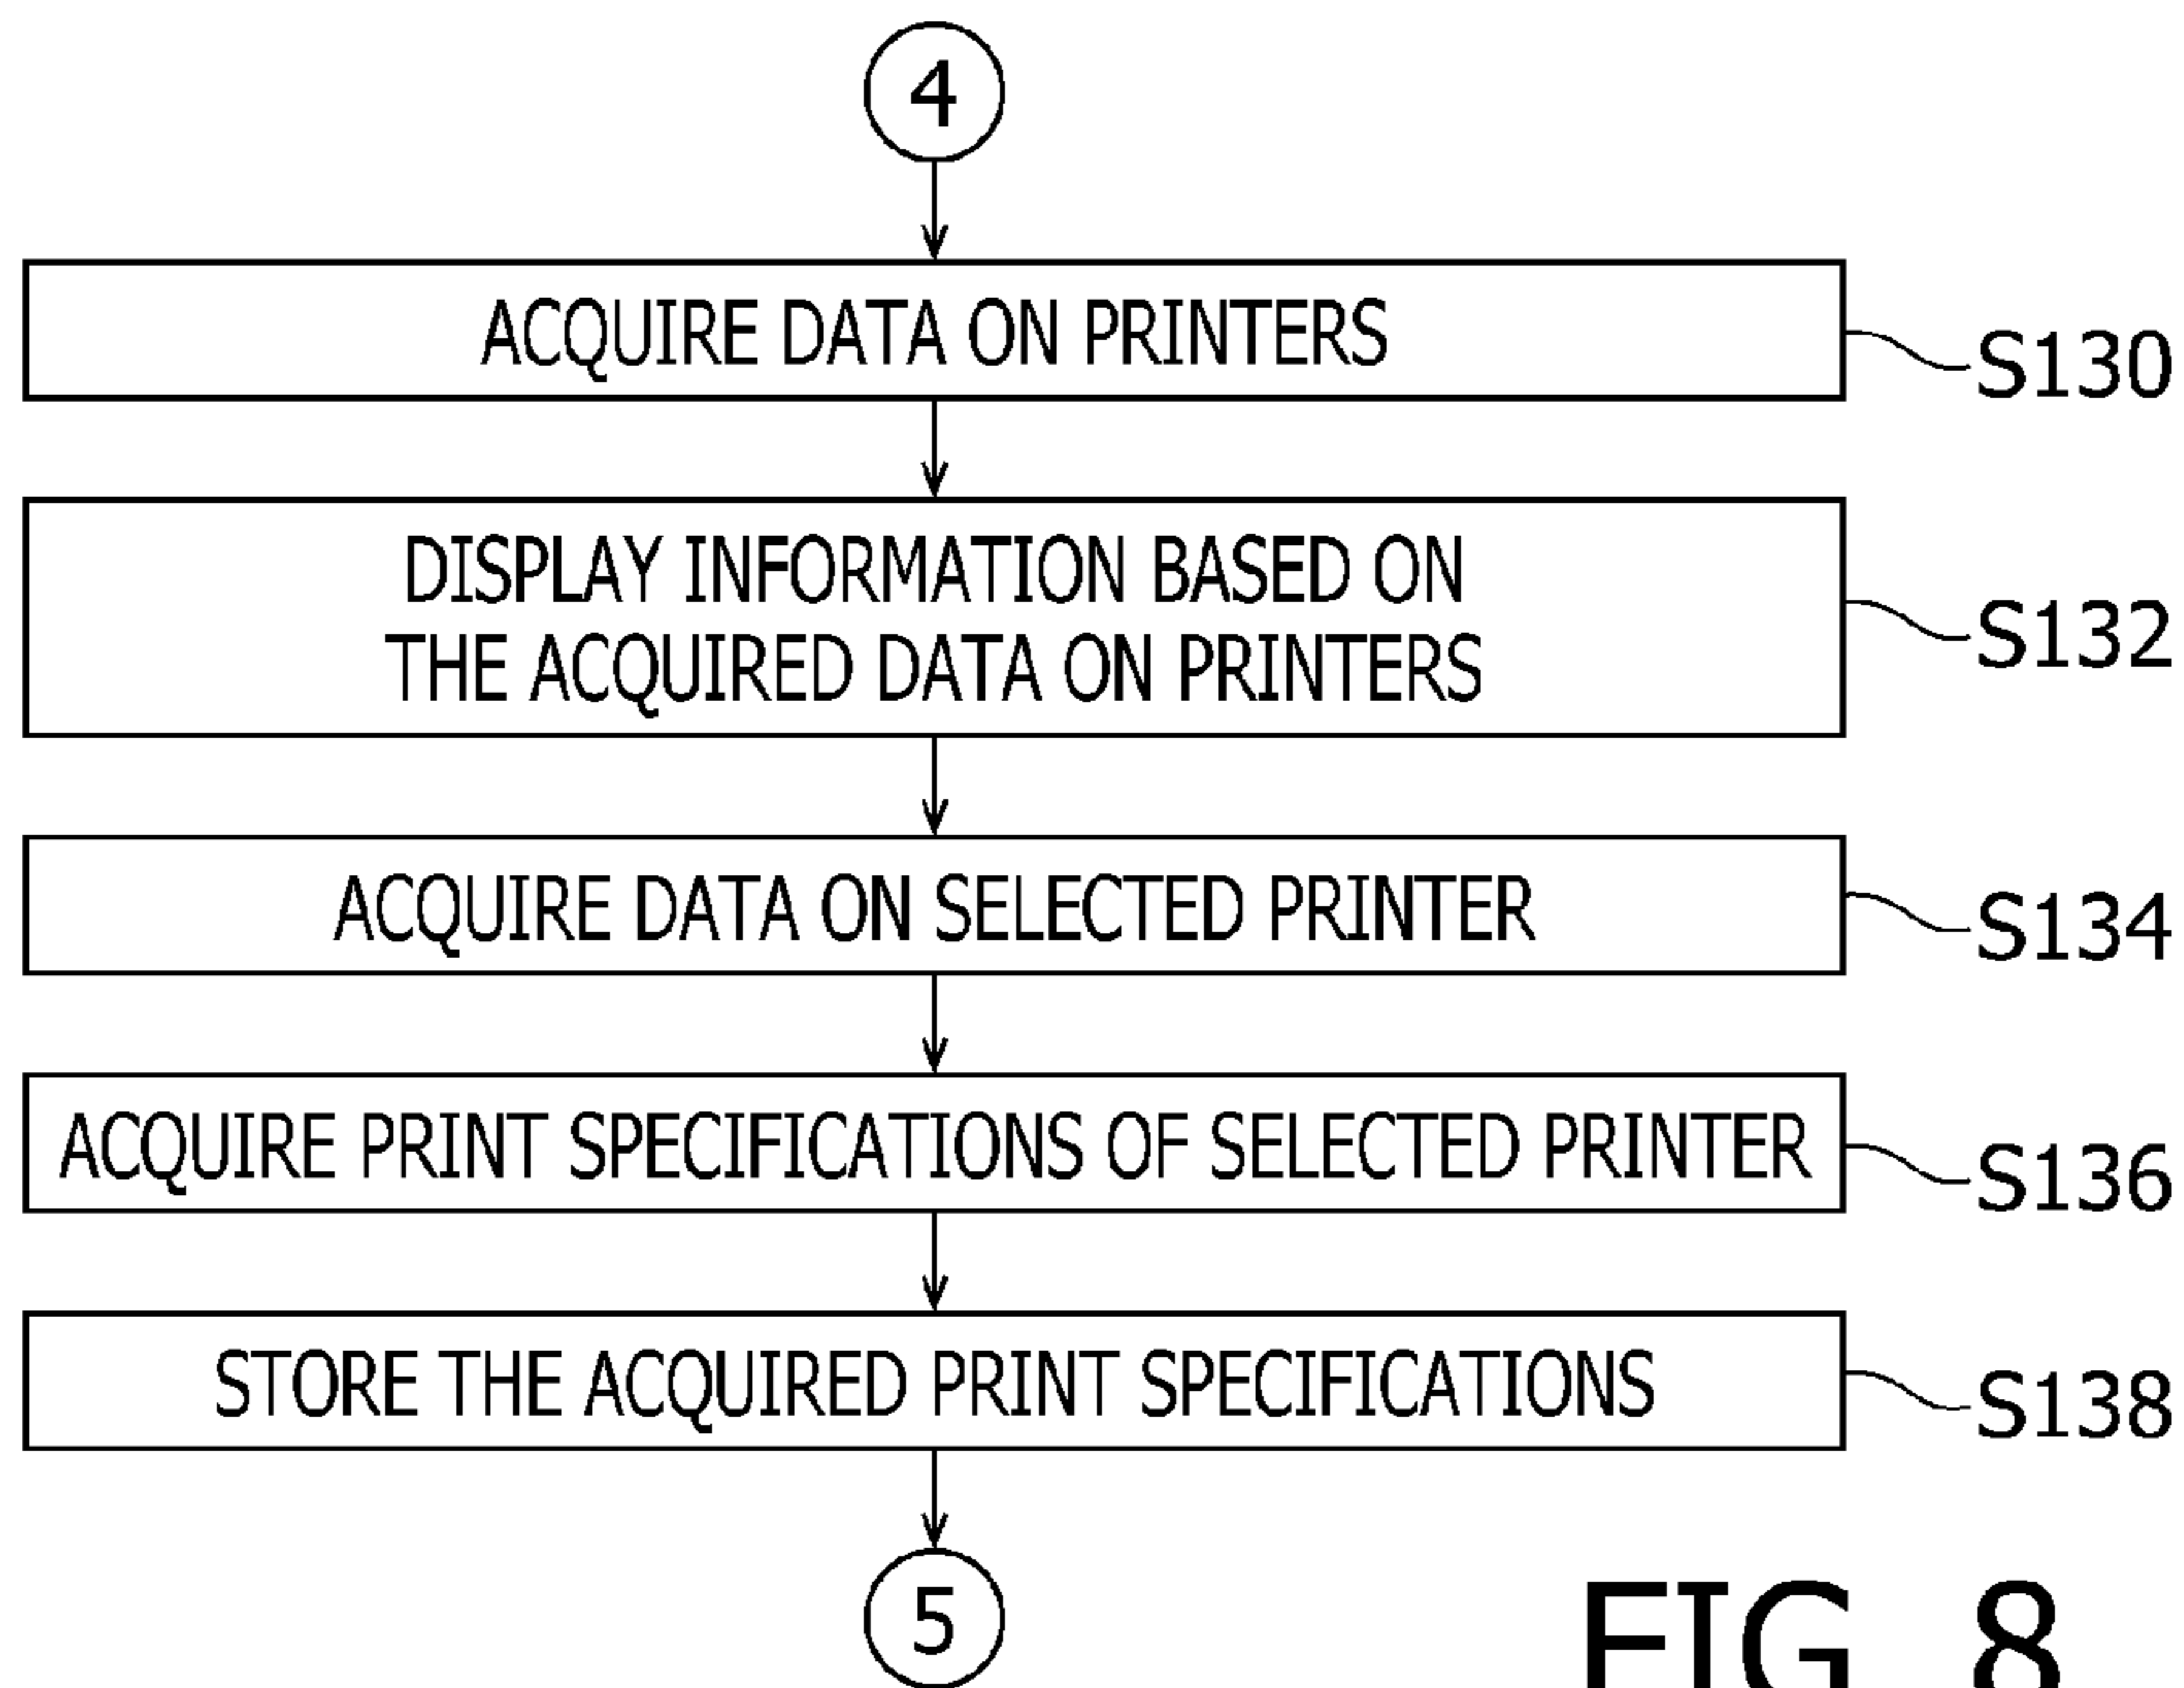 4
ACQUIRE DATA ON PRINTERS
S130
DISPLAY INFORMATION BASED ON
THE ACQUIRED DATA ON PRINTERS
S132
ACQUIRE DATA ON SELECTED PRINTER
S134
ACQUIRE PRINT SPECIFICATIONS OF SELECTED PRINTER
S136
STORE THE ACQUIRED PRINT SPECIFICATIONS
S138
5
FIG 8